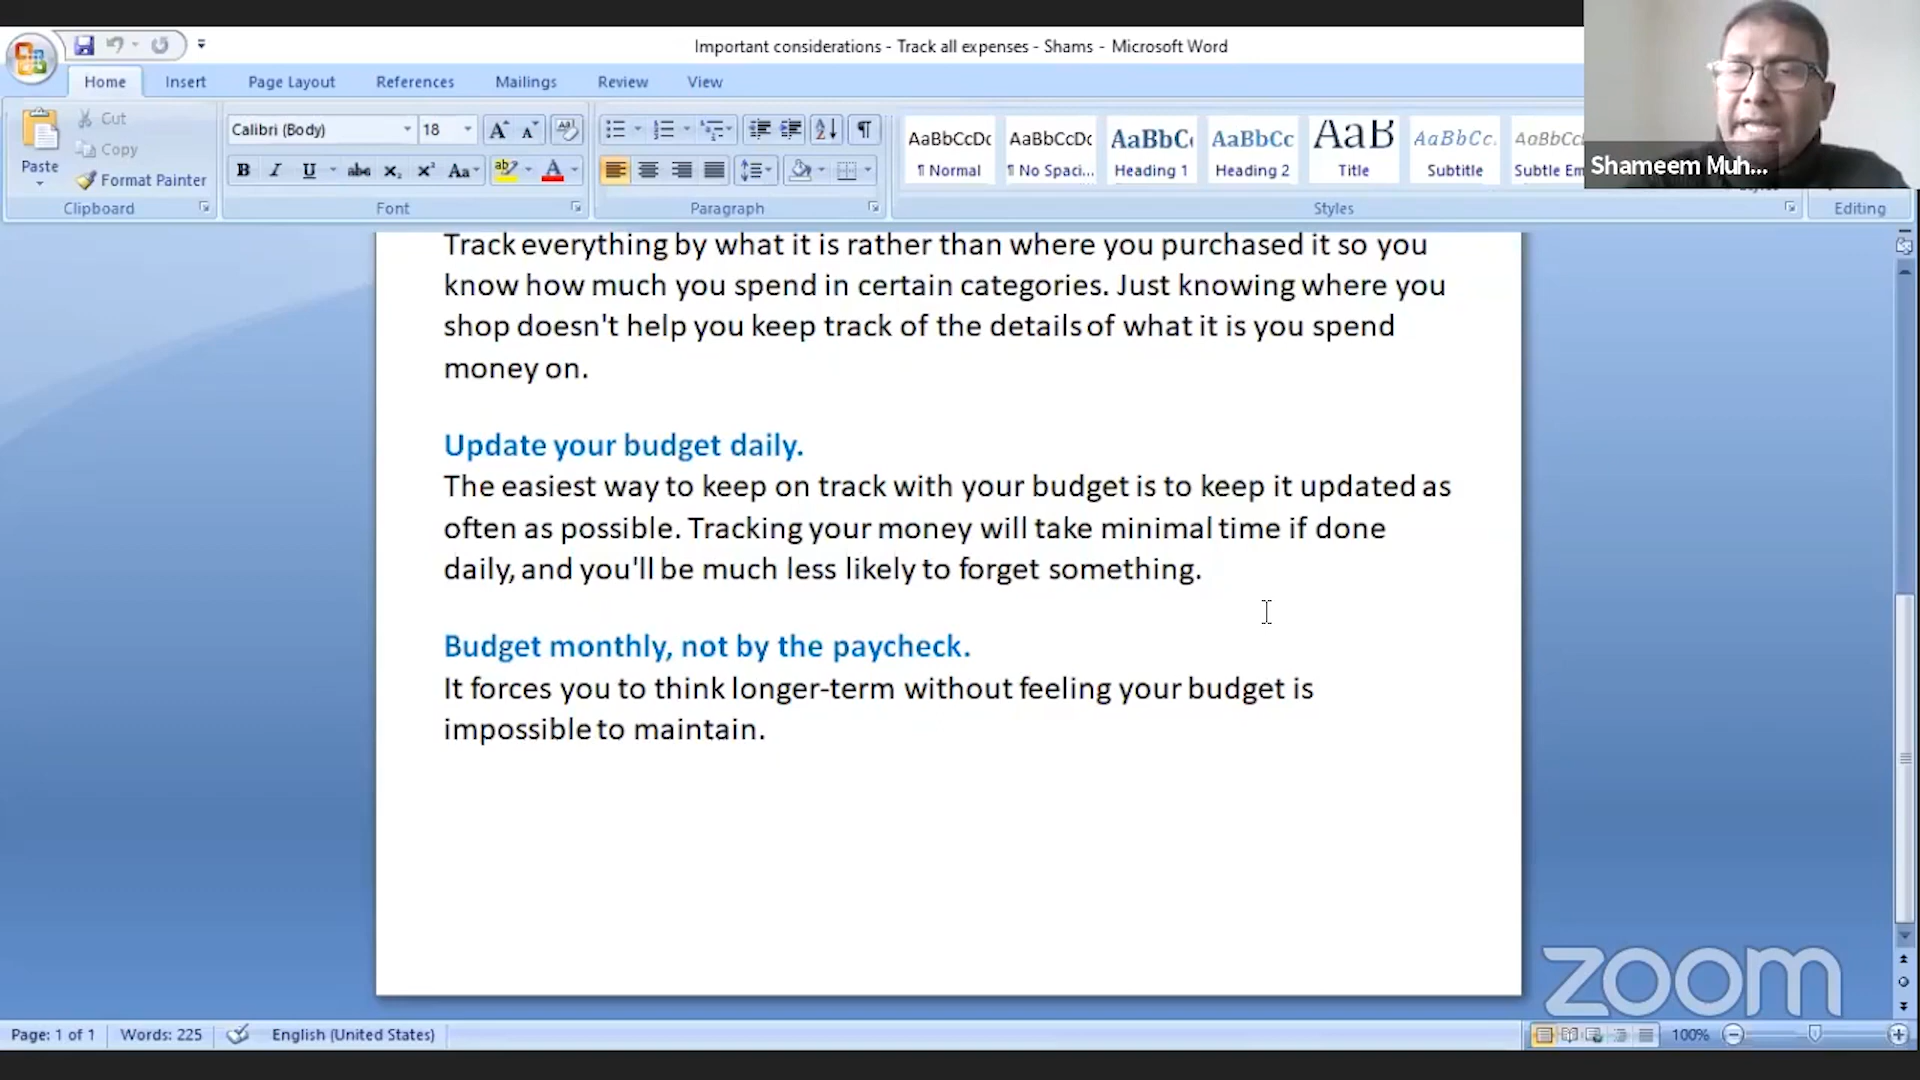 Important considerations - Track all expenses - Shams - Microsoft Word
Home Insert Page Layout References Mailings Review View
Paste
Cut
Copy
Format Painter
Clipboard
Calibri (Body) 18
Font
Paragraph
AaBbCcDc AaBbCcDc AaBbC AaBbCc AaB AaBbCc. AaBbCc
¶ Normal ¶ No Spaci... Heading 1 Heading 2 Title Subtitle Subtle Em
Styles
Editing
Shameem Muh...
Track everything by what it is rather than where you purchased it so you
know how much you spend in certain categories. Just knowing where you
shop doesn't help you keep track of the details of what it is you spend
money on.
Update your budget daily.
The easiest way to keep on track with your budget is to keep it updated as
often as possible. Tracking your money will take minimal time if done
daily, and you'll be much less likely to forget something.
Budget monthly, not by the paycheck.
It forces you to think longer-term without feeling your budget is
impossible to maintain.
zoom
Page: 1 of 1 Words: 225 English (United States) 100%